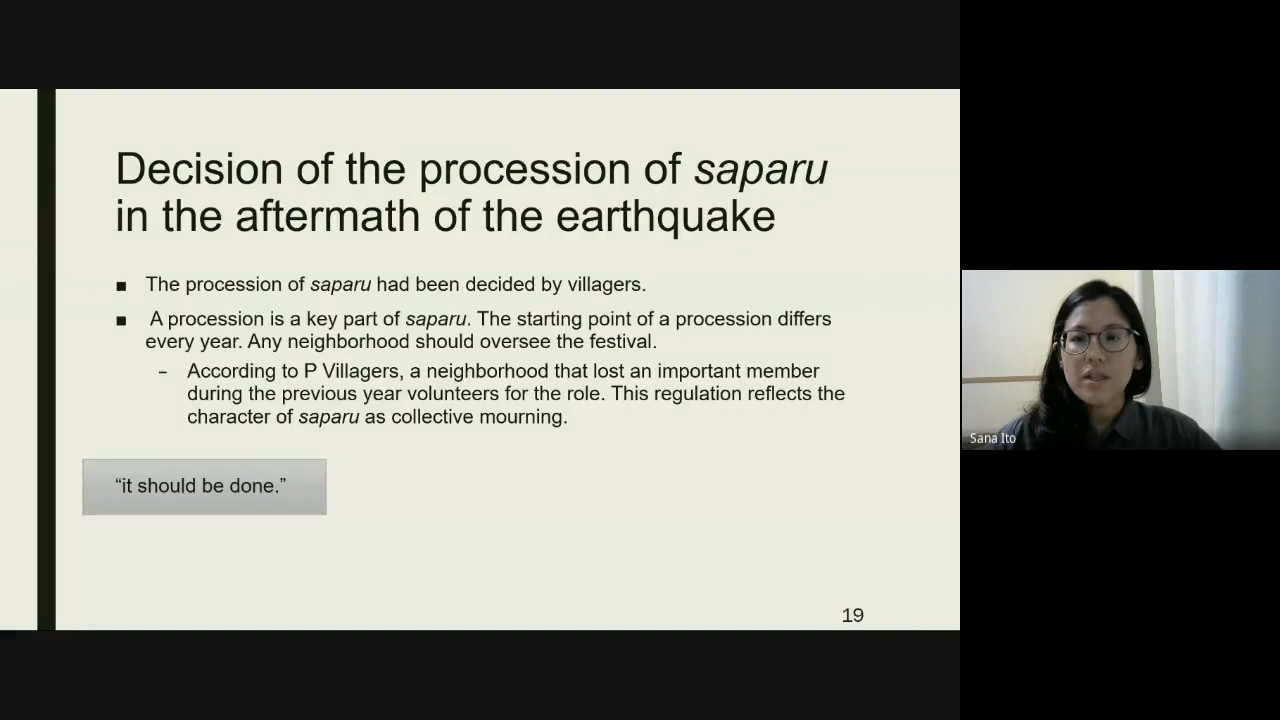 Decision of the procession of saparu
in the aftermath of the earthquake
■ The procession of saparu had been decided by villagers.
■ A procession is a key part of saparu. The starting point of a procession differs
every year. Any neighborhood should oversee the festival.
– According to P Villagers, a neighborhood that lost an important member
during the previous year volunteers for the role. This regulation reflects the
character of saparu as collective mourning.
“it should be done.”
19
Sana Ito